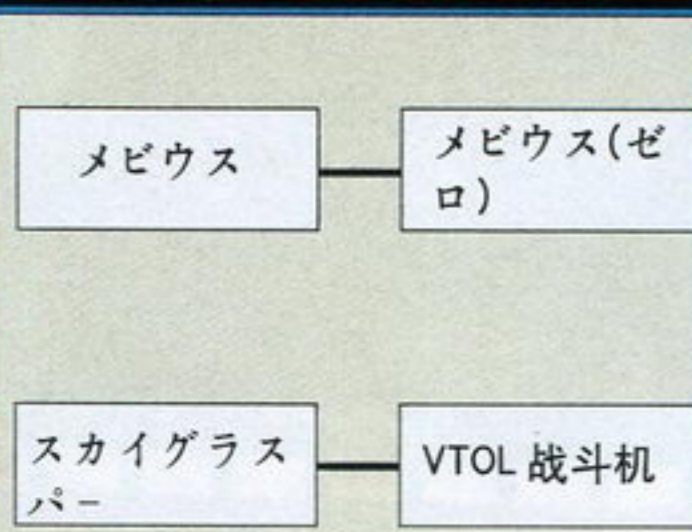 メビウス
メビウス(ゼ
ロ)
スカイグラス
パー
VTOL 战斗机